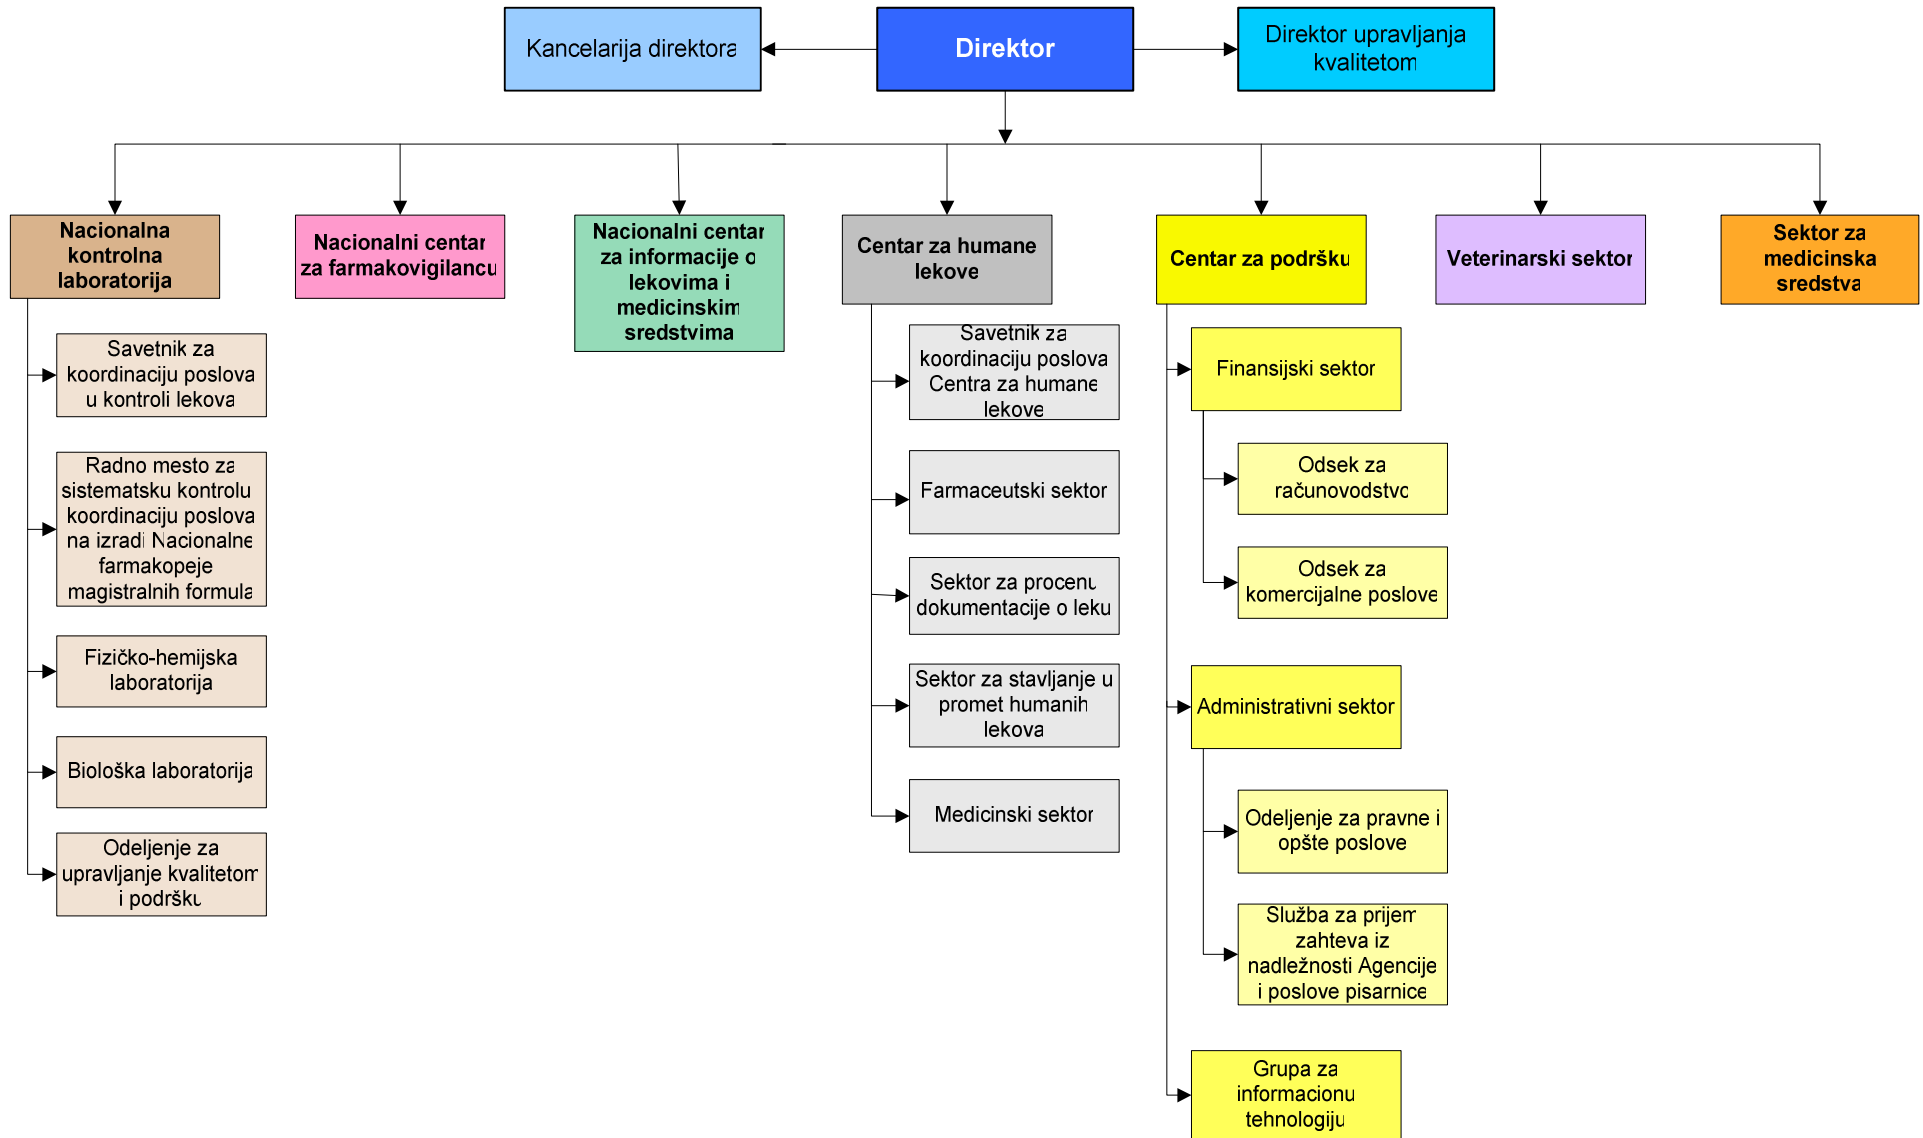 Kancelarija direktora
Direktor
Direktor upravljanja
kvalitetom
Nacionalna
kontrolna
laboratorija
Nacionalni centar
za farmakovigilancu
Nacionalni centar
za informacije o
lekovima i
medicinskim
sredstvima
Centar za humane
lekove
Centar za podršku
Veterinarski sektor
Sektor za
medicinska
sredstva
Savetnik za
koordinaciju poslova
u kontroli lekova
Radno mesto za
sistematsku kontrolu
koordinaciju poslova
na izradi Nacionalne
farmakopeje
magistralnih formula
Fizičko-hemijska
laboratorija
Biološka laboratorija
Odeljenje za
upravljanje kvalitetom
i podršku
Savetnik za
koordinaciju poslova
Centra za humane
lekove
Farmaceutski sektor
Sektor za procenu
dokumentacije o leku
Sektor za stavljanje u
promet humanih
lekova
Medicinski sektor
Finansijski sektor
Odsek za
računovodstvo
Odsek za
komercijalne poslove
Administrativni sektor
Odeljenje za pravne i
opšte poslove
Služba za prijem
zahteva iz
nadležnosti Agencije
i poslove pisarnice
Grupa za
informacionu
tehnologiju